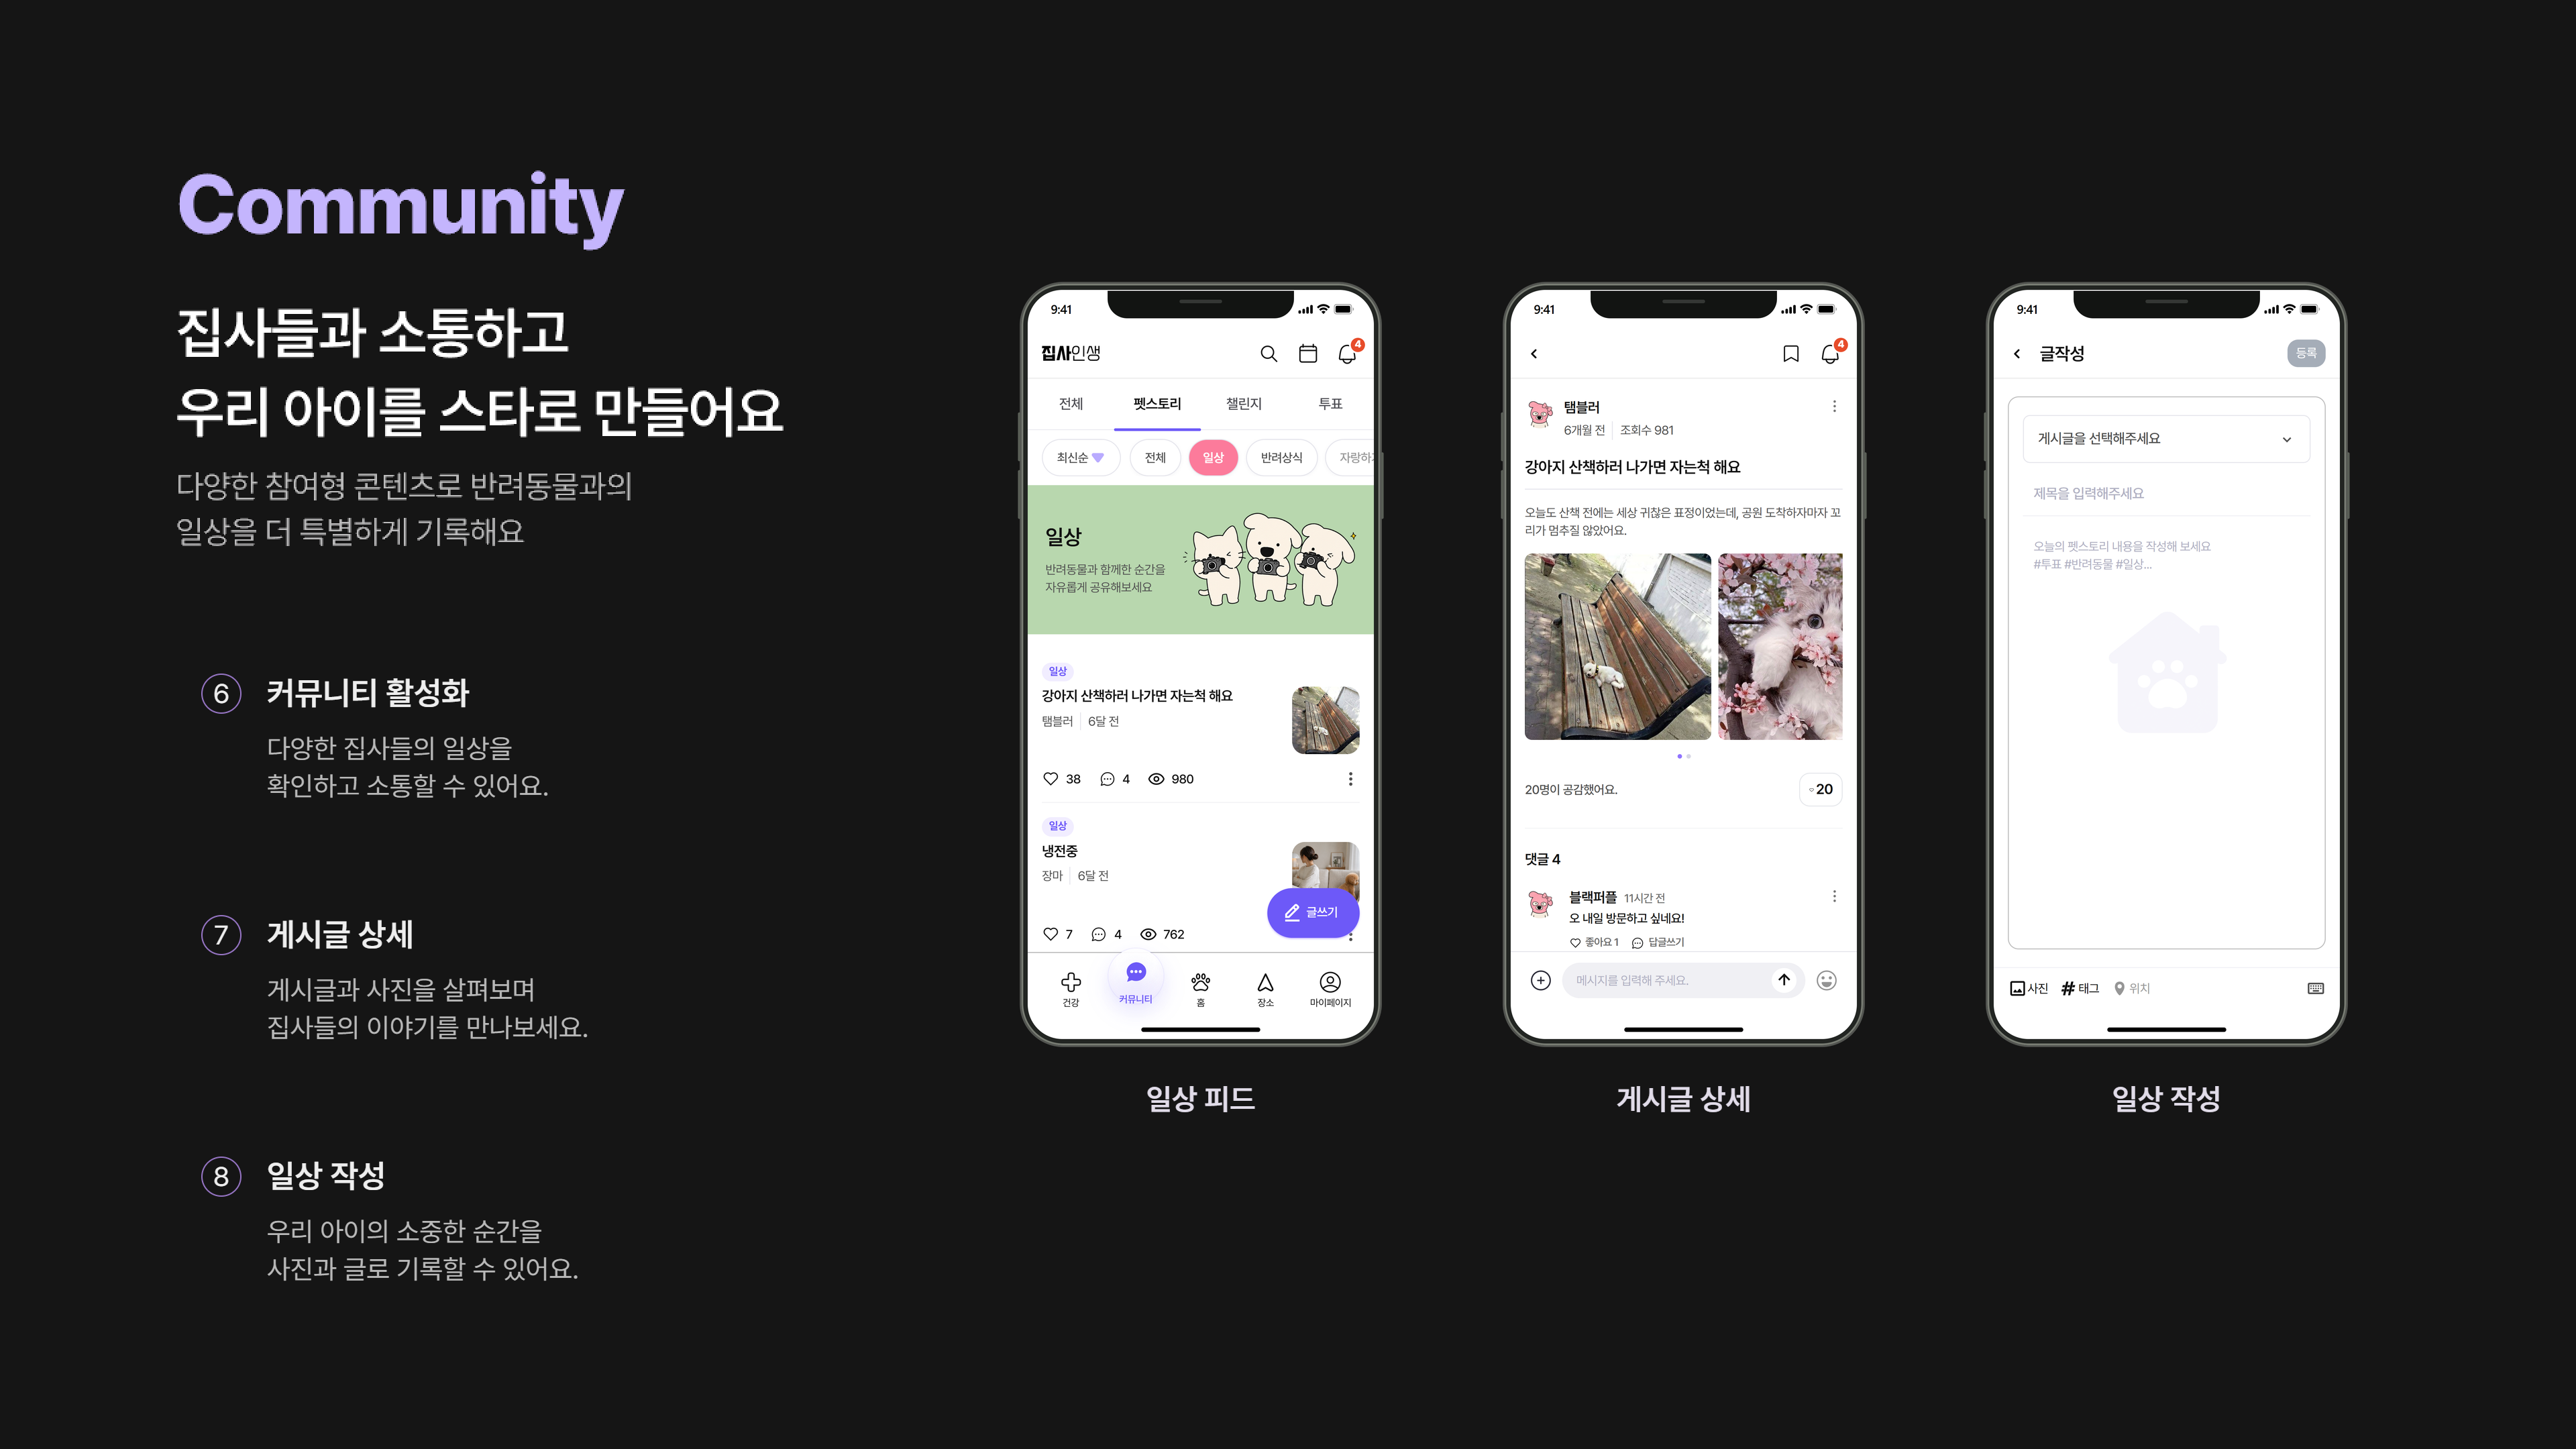 Community
집사들과 소통하고
우리 아이를 스타로 만들어요
다양한 참여형 콘텐츠로 반려동물과의
일상을 더 특별하게 기록해요
6 커뮤니티 활성화
다양한 집사들의 일상을
확인하고 소통할 수 있어요.
7 게시글 상세
게시글과 사진을 살펴보며
집사들의 이야기를 만나보세요.
8 일상 작성
우리 아이의 소중한 순간을
사진과 글로 기록할 수 있어요.
9:41
집사인생 4
전체 펫스토리 챌린지 투표
최신순 전체 일상 반려상식 자랑하
일상
반려동물과 함께한 순간을
자유롭게 공유해보세요
일상
강아지 산책하러 나가면 자는척 해요
탬블러 6달 전
38 4 980
일상
냉전중
장마 6달 전
글쓰기
7 4 762
건강 커뮤니티 홈 장소 마이페이지
일상 피드
9:41
4
탬블러
6개월 전 조회수 981
강아지 산책하러 나가면 자는척 해요
오늘도 산책 전에는 세상 귀찮은 표정이었는데, 공원 도착하자마자 꼬
리가 멈추질 않았어요.
20명이 공감했어요. 20
댓글 4
블랙퍼플 11시간 전
오 내일 방문하고 싶네요!
좋아요 1 답글쓰기
메시지를 입력해 주세요.
게시글 상세
9:41
글작성 등록
게시글을 선택해주세요
제목을 입력해주세요
오늘의 펫스토리 내용을 작성해 보세요
#투표 #반려동물 #일상...
사진 # 태그 위치
일상 작성